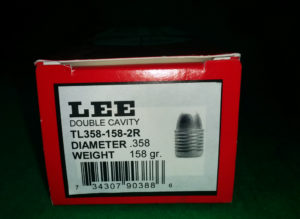 LEE
DOUBLE CAVITY
TL358-158-2R
DIAMETER .358
WEIGHT 158 gr.
7 34307 90388 6